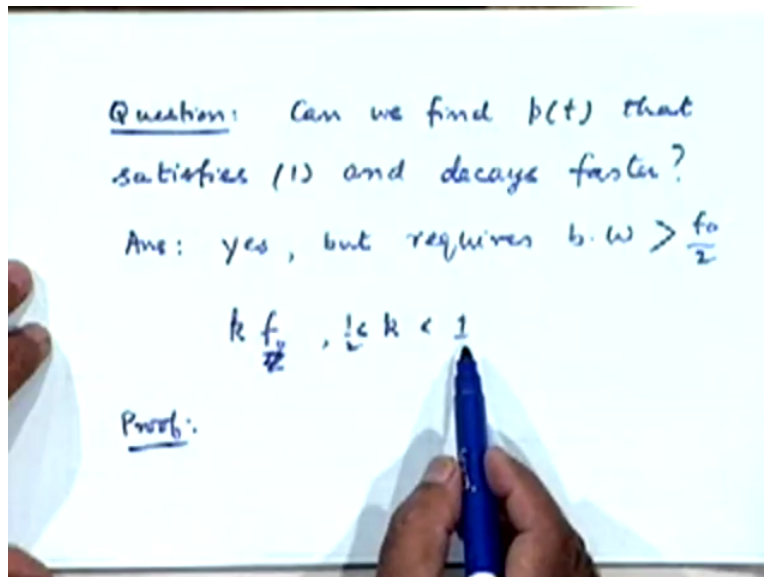 Question: Can we find p(t) that
satisfies (1) and decays faster?
Ans: yes, but requires b.w > f₀/2
k f₀, 1/2 < k < 1
Proof: